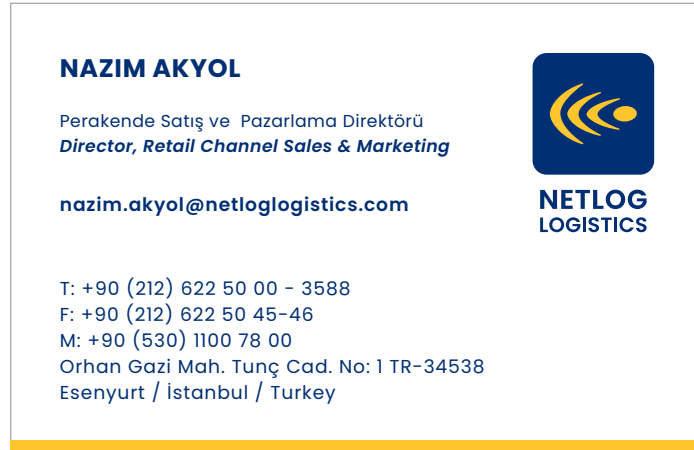 NAZIM AKYOL
Perakende Satış ve  Pazarlama Direktörü
Director, Retail Channel Sales & Marketing
nazim.akyol@netloglogistics.com
NETLOG
LOGISTICS
T: +90 (212) 622 50 00 - 3588
F: +90 (212) 622 50 45-46
M: +90 (530) 1100 78 00
Orhan Gazi Mah. Tunç Cad. No: 1 TR-34538
Esenyurt / İstanbul / Turkey